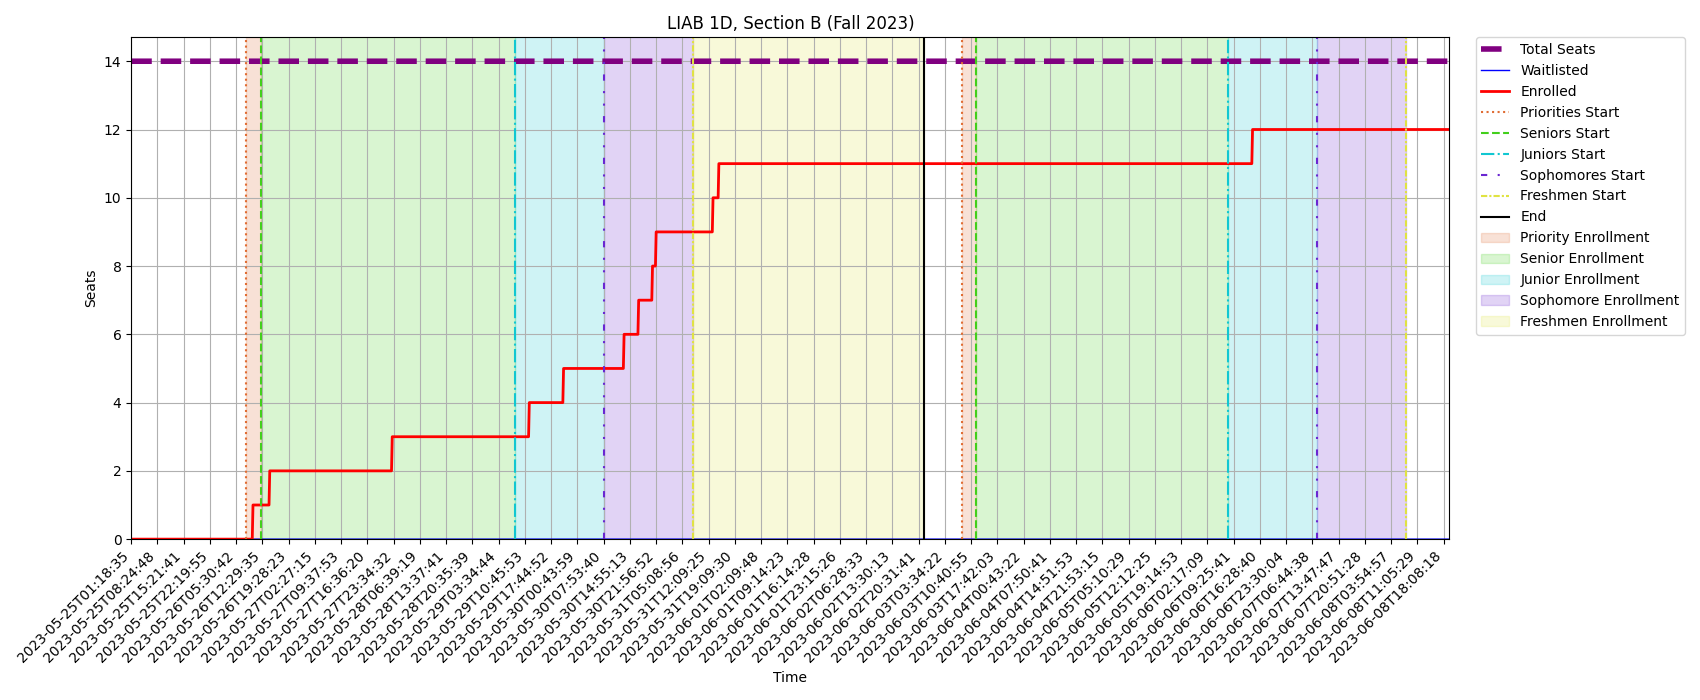 LIAB 1D, Section B (Fall 2023)
Seats
14
12
10
8
6
4
2
0
2023-05-25T01:18:35
2023-05-25T08:24:48
2023-05-25T15:21:41
2023-05-25T22:19:55
2023-05-26T05:30:42
2023-05-26T12:29:35
2023-05-26T19:28:23
2023-05-27T02:27:15
2023-05-27T09:37:53
2023-05-27T16:36:20
2023-05-27T23:34:32
2023-05-28T06:39:19
2023-05-28T13:37:41
2023-05-28T20:35:39
2023-05-29T03:34:44
2023-05-29T10:45:53
2023-05-29T17:44:52
2023-05-30T00:43:59
2023-05-30T07:53:40
2023-05-30T14:55:13
2023-05-30T21:56:52
2023-05-31T05:08:56
2023-05-31T12:09:25
2023-05-31T19:09:30
2023-06-01T02:09:48
2023-06-01T09:14:23
2023-06-01T16:14:28
2023-06-01T23:15:26
2023-06-02T06:28:33
2023-06-02T13:30:13
2023-06-02T20:31:41
2023-06-03T03:34:22
2023-06-03T10:40:55
2023-06-03T17:42:03
2023-06-04T00:43:22
2023-06-04T07:50:41
2023-06-04T14:51:53
2023-06-04T21:53:15
2023-06-05T05:10:29
2023-06-05T12:12:25
2023-06-05T19:14:53
2023-06-06T02:17:09
2023-06-06T09:25:41
2023-06-06T16:28:40
2023-06-06T23:30:04
2023-06-07T06:44:38
2023-06-07T13:47:47
2023-06-07T20:51:28
2023-06-08T03:54:57
2023-06-08T11:05:29
2023-06-08T18:08:18
Time
Total Seats
Waitlisted
Enrolled
Priorities Start
Seniors Start
Juniors Start
Sophomores Start
Freshmen Start
End
Priority Enrollment
Senior Enrollment
Junior Enrollment
Sophomore Enrollment
Freshmen Enrollment